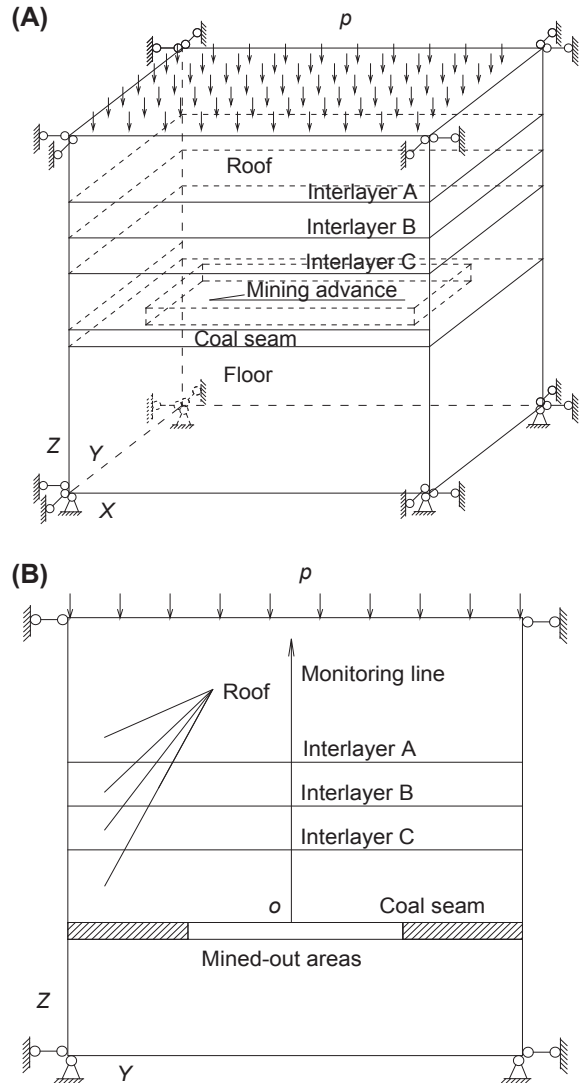 (A)
p
Roof
Interlayer A
Interlayer B
Interlayer C
Mining advance
Coal seam
Floor
Z
Y
X
(B)
p
Monitoring line
Roof
Interlayer A
Interlayer B
Interlayer C
o
Coal seam
Mined-out areas
Z
Y